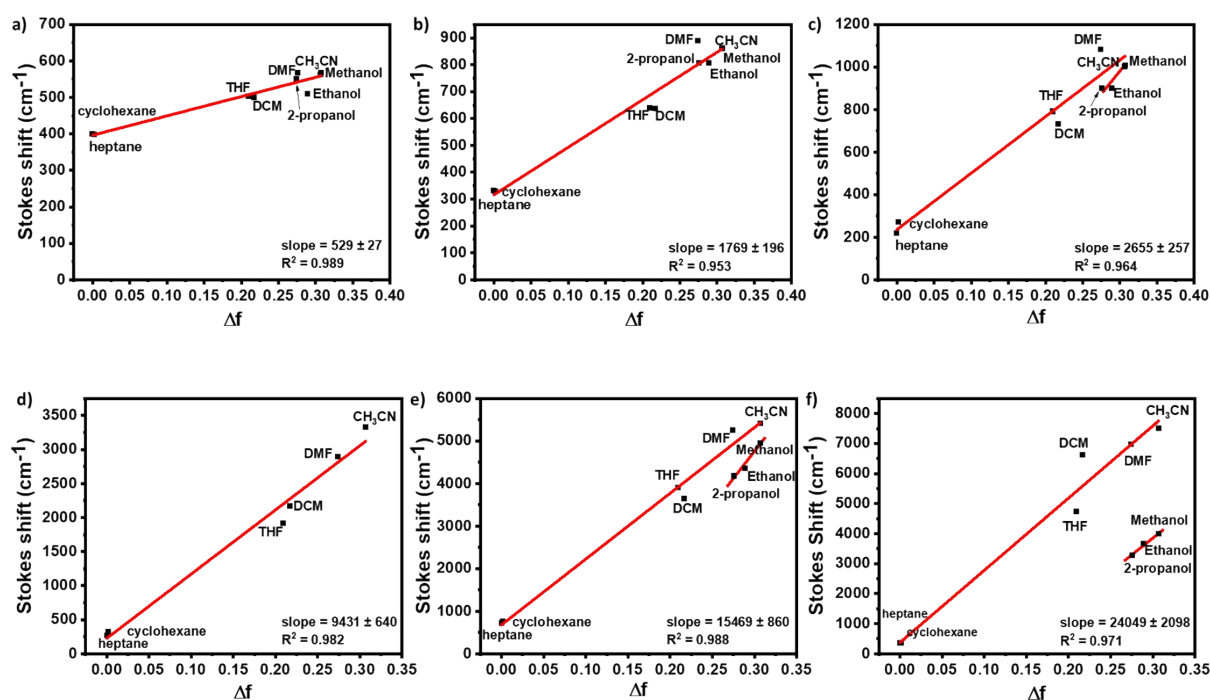 a)
700
600
500
400
300
200
100
0
Stokes shift (cm⁻¹)
cyclohexane
heptane
THF
DCM
DMF
CH₃CN
Methanol
Ethanol
2-propanol
slope = 529 ± 27
R² = 0.989
0.00 0.05 0.10 0.15 0.20 0.25 0.30 0.35 0.40
Δf
b)
900
800
700
600
500
400
300
200
100
0
Stokes shift (cm⁻¹)
DMF
CH₃CN
2-propanol
Methanol
Ethanol
THF
DCM
cyclohexane
heptane
slope = 1769 ± 196
R² = 0.953
0.00 0.05 0.10 0.15 0.20 0.25 0.30 0.35 0.40
Δf
c)
1200
1000
800
600
400
200
0
Stokes shift (cm⁻¹)
DMF
CH₃CN
Methanol
THF
Ethanol
2-propanol
DCM
cyclohexane
heptane
slope = 2655 ± 257
R² = 0.964
0.00 0.05 0.10 0.15 0.20 0.25 0.30 0.35 0.40
Δf
d)
3500
3000
2500
2000
1500
1000
500
0
Stokes shift (cm⁻¹)
CH₃CN
DMF
DCM
THF
cyclohexane
heptane
slope = 9431 ± 640
R² = 0.982
0.00 0.05 0.10 0.15 0.20 0.25 0.30 0.35
Δf
e)
6000
5000
4000
3000
2000
1000
0
Stokes shift (cm⁻¹)
CH₃CN
DMF
Methanol
THF
Ethanol
2-propanol
DCM
cyclohexane
heptane
slope = 15469 ± 860
R² = 0.988
0.00 0.05 0.10 0.15 0.20 0.25 0.30 0.35
Δf
f)
8000
7000
6000
5000
4000
3000
2000
1000
0
Stokes Shift (cm⁻¹)
CH₃CN
DCM
DMF
THF
Methanol
Ethanol
2-propanol
heptane
cyclohexane
slope = 24049 ± 2098
R² = 0.971
0.00 0.05 0.10 0.15 0.20 0.25 0.30 0.35
Δf